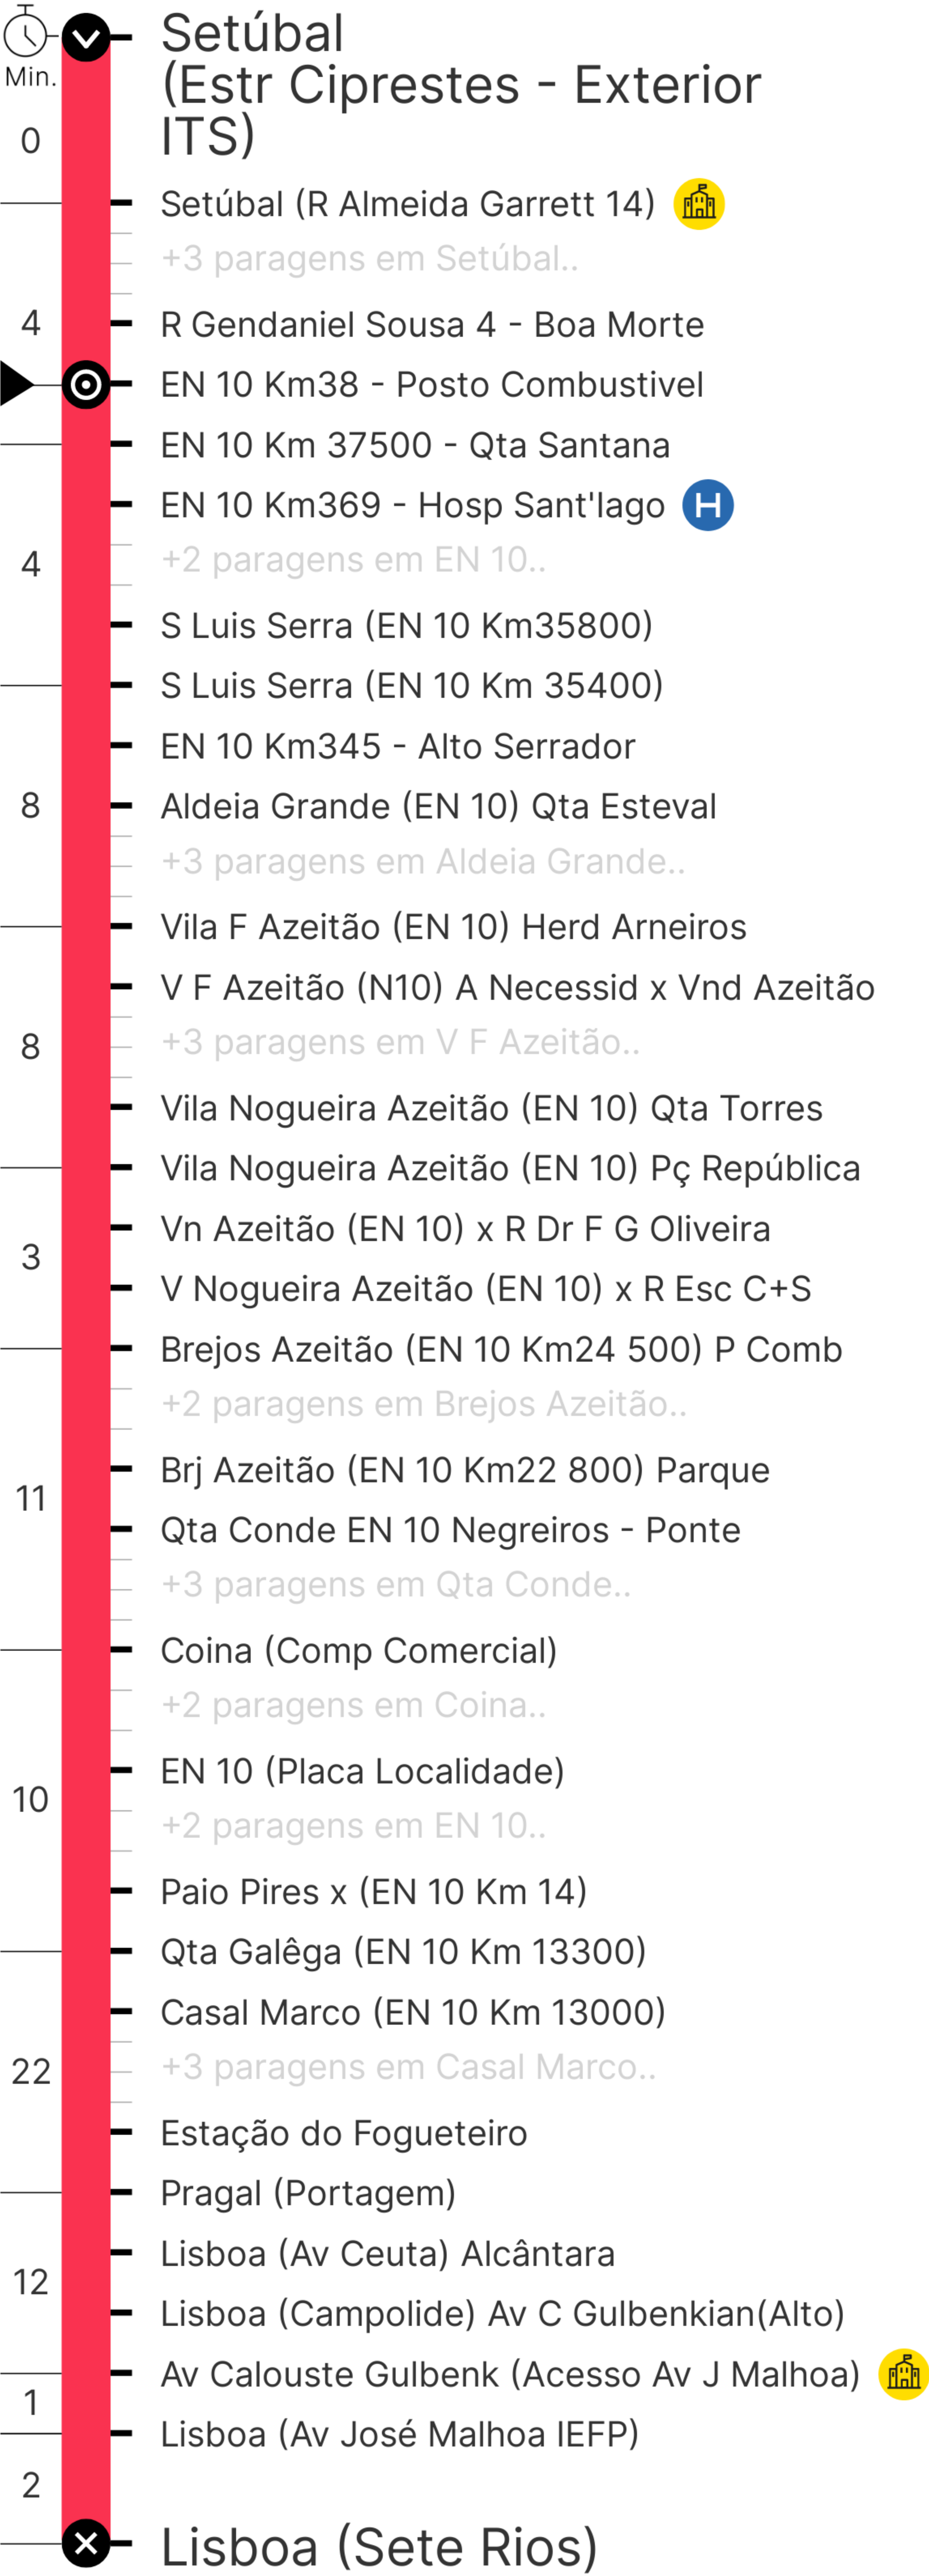 Setúbal
(Estr Ciprestes - Exterior
ITS)
Min.
0
Setúbal (R Almeida Garrett 14)
+3 paragens em Setúbal..
4
R Gendaniel Sousa 4 - Boa Morte
EN 10 Km38 - Posto Combustivel
EN 10 Km 37500 - Qta Santana
EN 10 Km369 - Hosp Sant'Iago H
4
+2 paragens em EN 10..
S Luis Serra (EN 10 Km35800)
S Luis Serra (EN 10 Km 35400)
EN 10 Km345 - Alto Serrador
8
Aldeia Grande (EN 10) Qta Esteval
+3 paragens em Aldeia Grande..
Vila F Azeitão (EN 10) Herd Arneiros
V F Azeitão (N10) A Necessid x Vnd Azeitão
8
+3 paragens em V F Azeitão..
Vila Nogueira Azeitão (EN 10) Qta Torres
Vila Nogueira Azeitão (EN 10) Pç República
Vn Azeitão (EN 10) x R Dr F G Oliveira
3
V Nogueira Azeitão (EN 10) x R Esc C+S
Brejos Azeitão (EN 10 Km24 500) P Comb
+2 paragens em Brejos Azeitão..
Brj Azeitão (EN 10 Km22 800) Parque
11
Qta Conde EN 10 Negreiros - Ponte
+3 paragens em Qta Conde..
Coina (Comp Comercial)
+2 paragens em Coina..
EN 10 (Placa Localidade)
10
+2 paragens em EN 10..
Paio Pires x (EN 10 Km 14)
Qta Galêga (EN 10 Km 13300)
Casal Marco (EN 10 Km 13000)
22
+3 paragens em Casal Marco..
Estação do Fogueteiro
Pragal (Portagem)
Lisboa (Av Ceuta) Alcântara
12
Lisboa (Campolide) Av C Gulbenkian(Alto)
Av Calouste Gulbenk (Acesso Av J Malhoa)
1
Lisboa (Av José Malhoa IEFP)
2
Lisboa (Sete Rios)